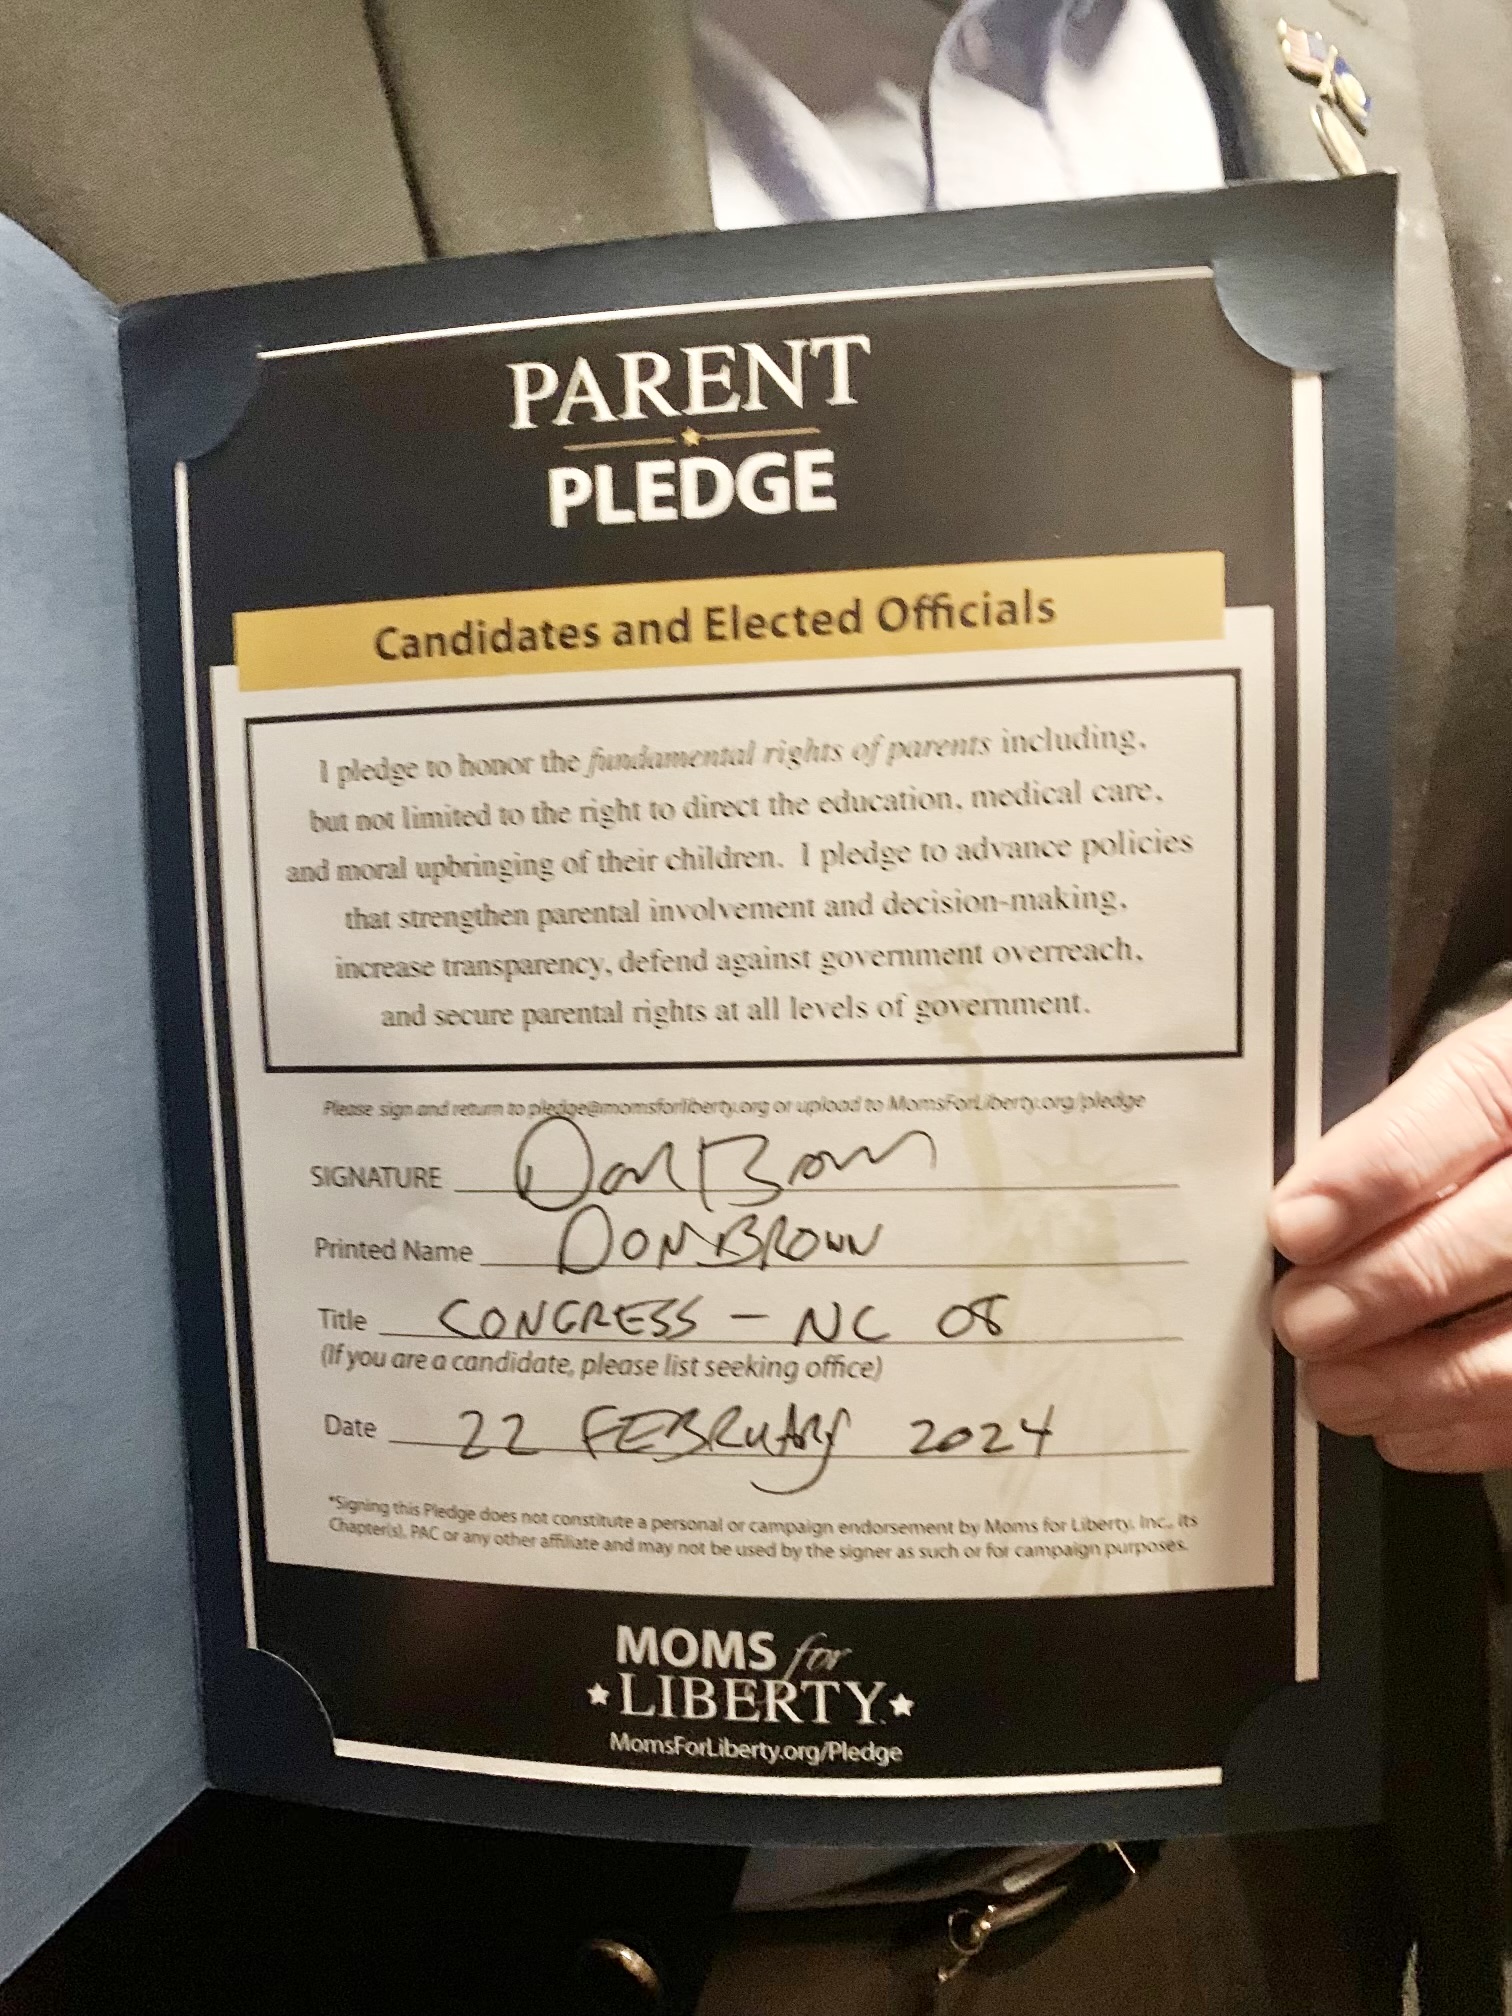 PARENT
PLEDGE
Candidates and Elected Officials
I pledge to honor the fundamental rights of parents including,
but not limited to the right to direct the education, medical care,
and moral upbringing of their children. I pledge to advance policies
that strengthen parental involvement and decision-making,
increase transparency, defend against government overreach,
and secure parental rights at all levels of government.
Please sign and return to pledge@momsforliberty.org or upload to MomsForLiberty.org/pledge
SIGNATURE Don Brown
Printed Name DON BROWN
Title CONGRESS - NC 08
(If you are a candidate, please list seeking office)
Date 22 FEBRUARY 2024
*Signing this Pledge does not constitute a personal or campaign endorsement by Moms for Liberty, Inc., its
Chapter(s), PAC or any other affiliate and may not be used by the signer as such or for campaign purposes.
MOMS for
LIBERTY
MomsForLiberty.org/Pledge